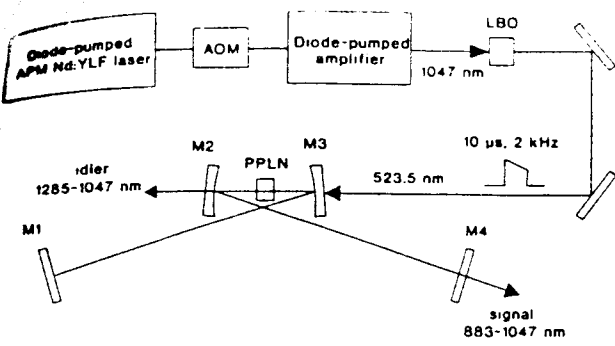 Diode-pumped
APM Nd:YLF laser
AOM
Diode-pumped
amplifier
1047 nm
LBO
M2
M3
PPLN
10 µs, 2 kHz
idler
1285-1047 nm
523.5 nm
M1
M4
signal
883-1047 nm